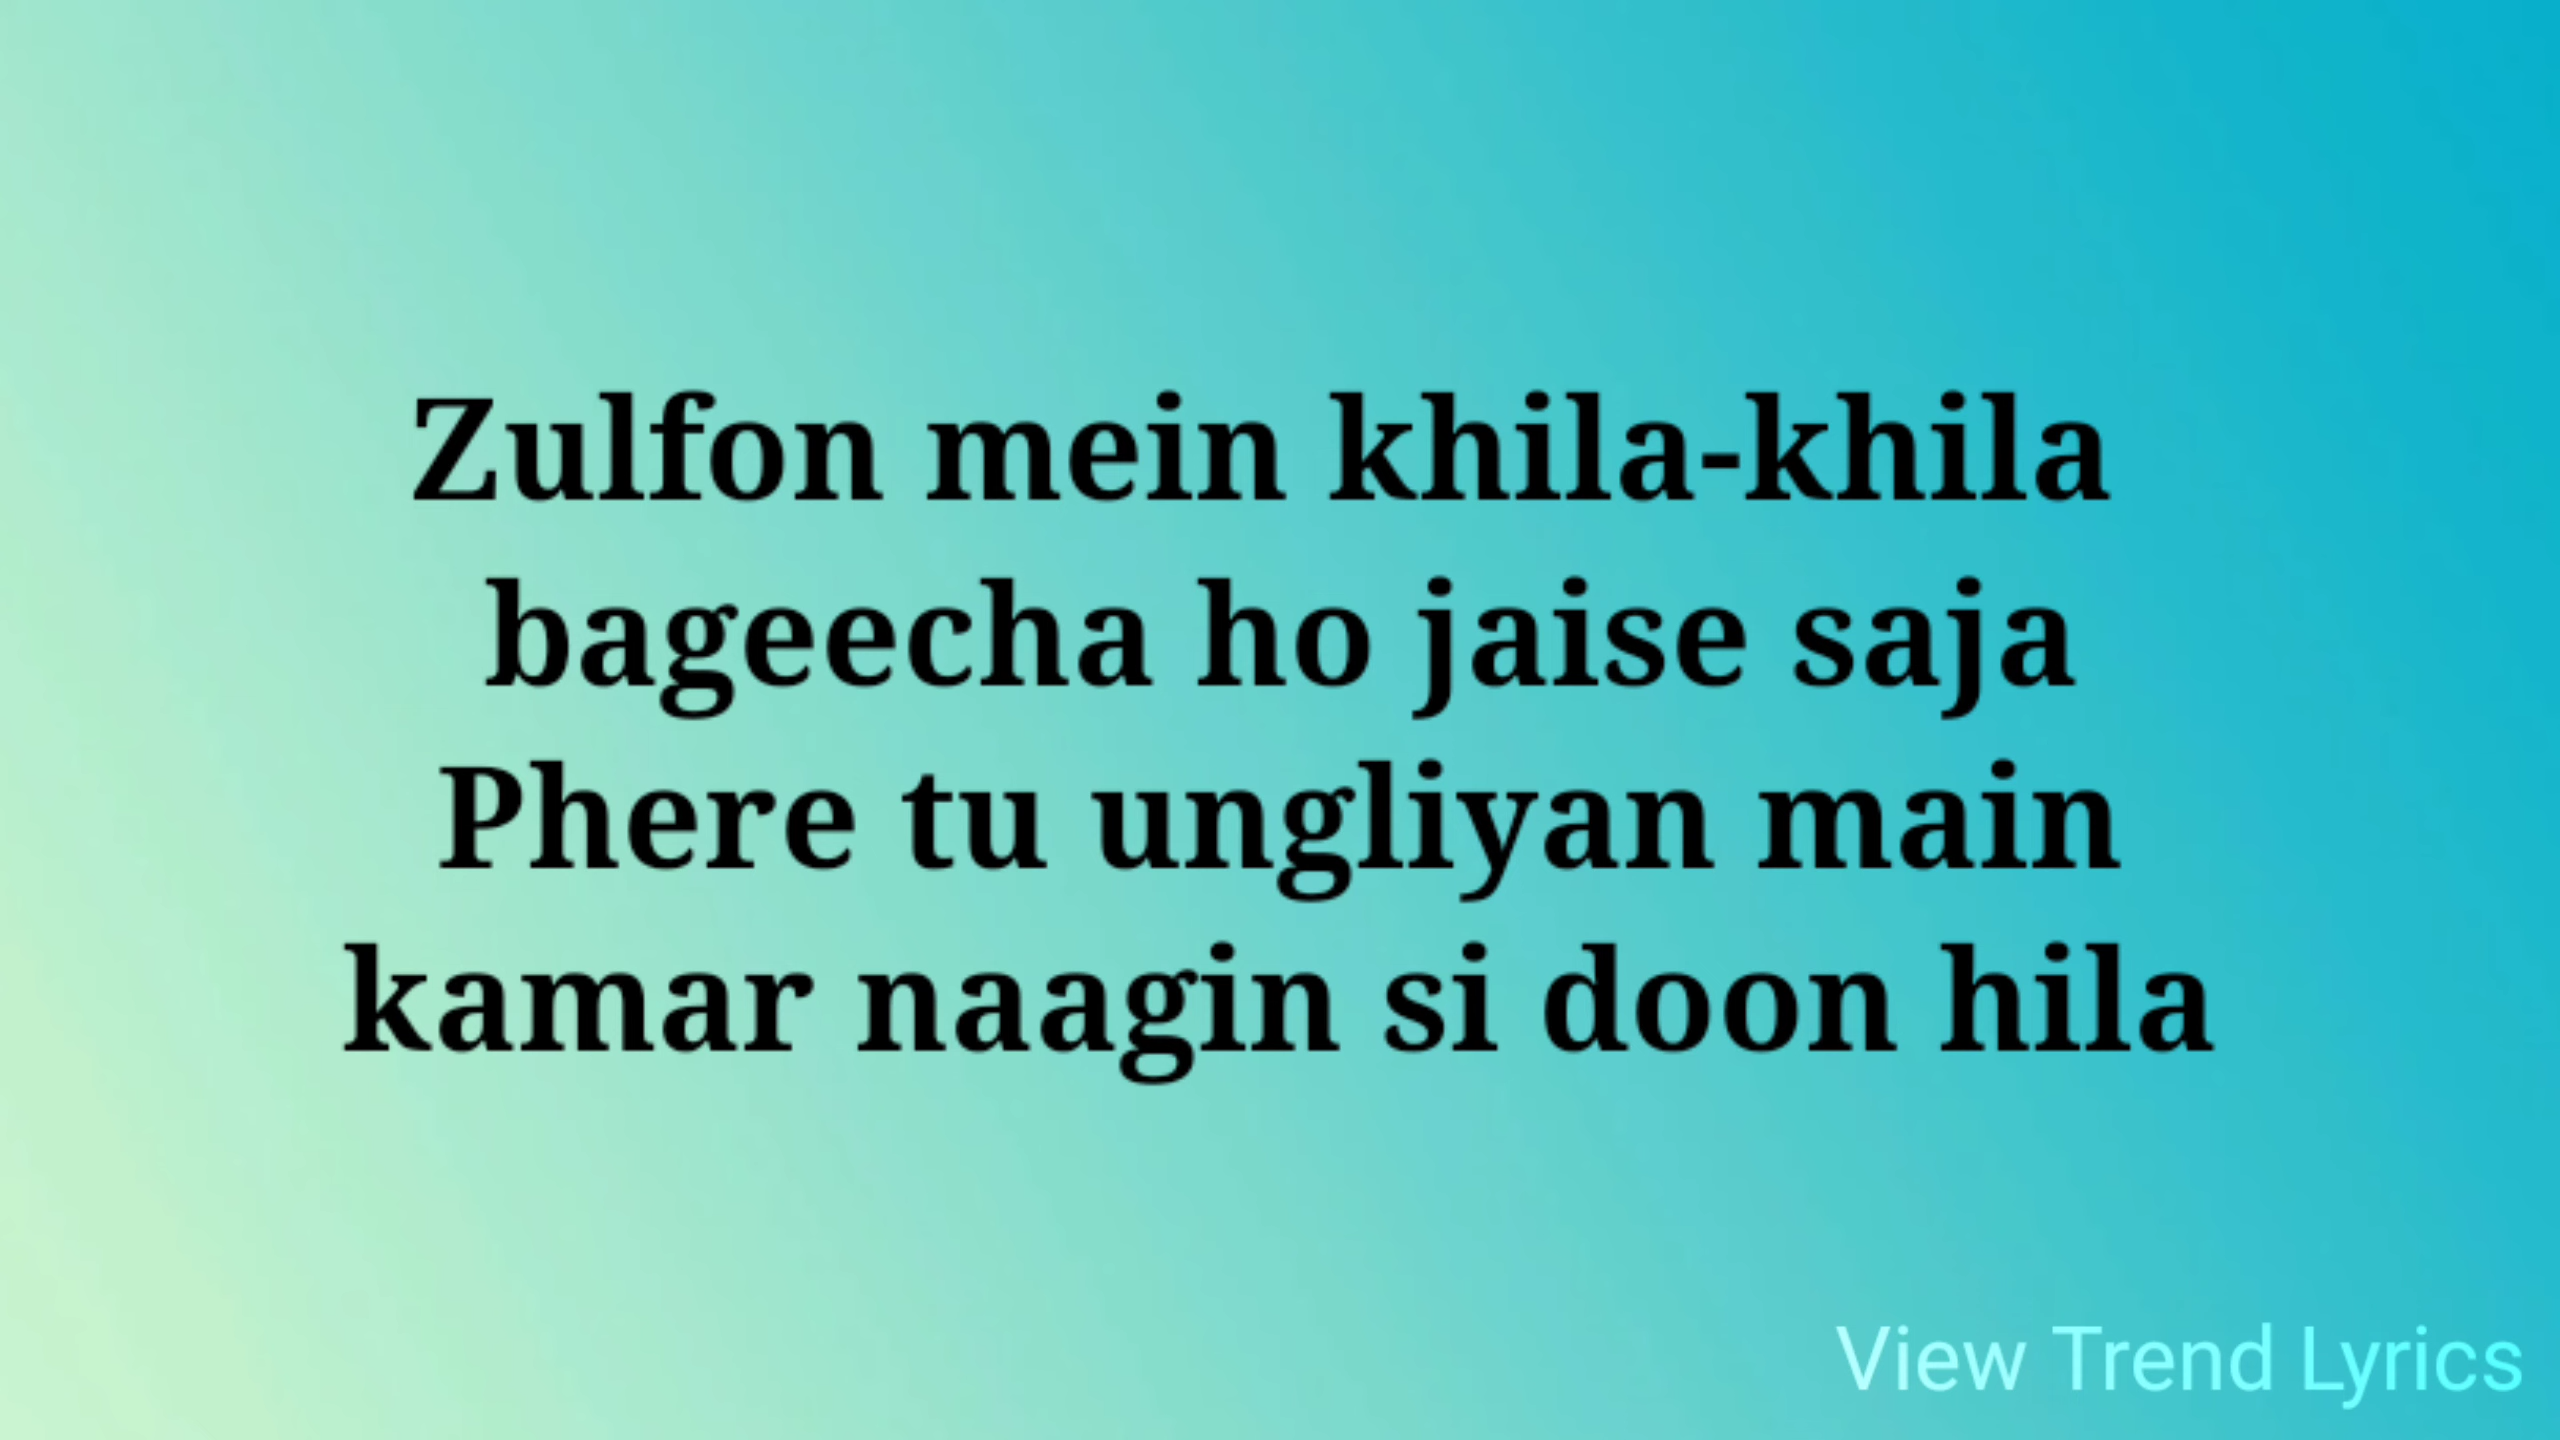 Zulfon mein khila-khila
bageecha ho jaise saja
Phere tu ungliyan main
kamar naagin si doon hila
View Trend Lyrics